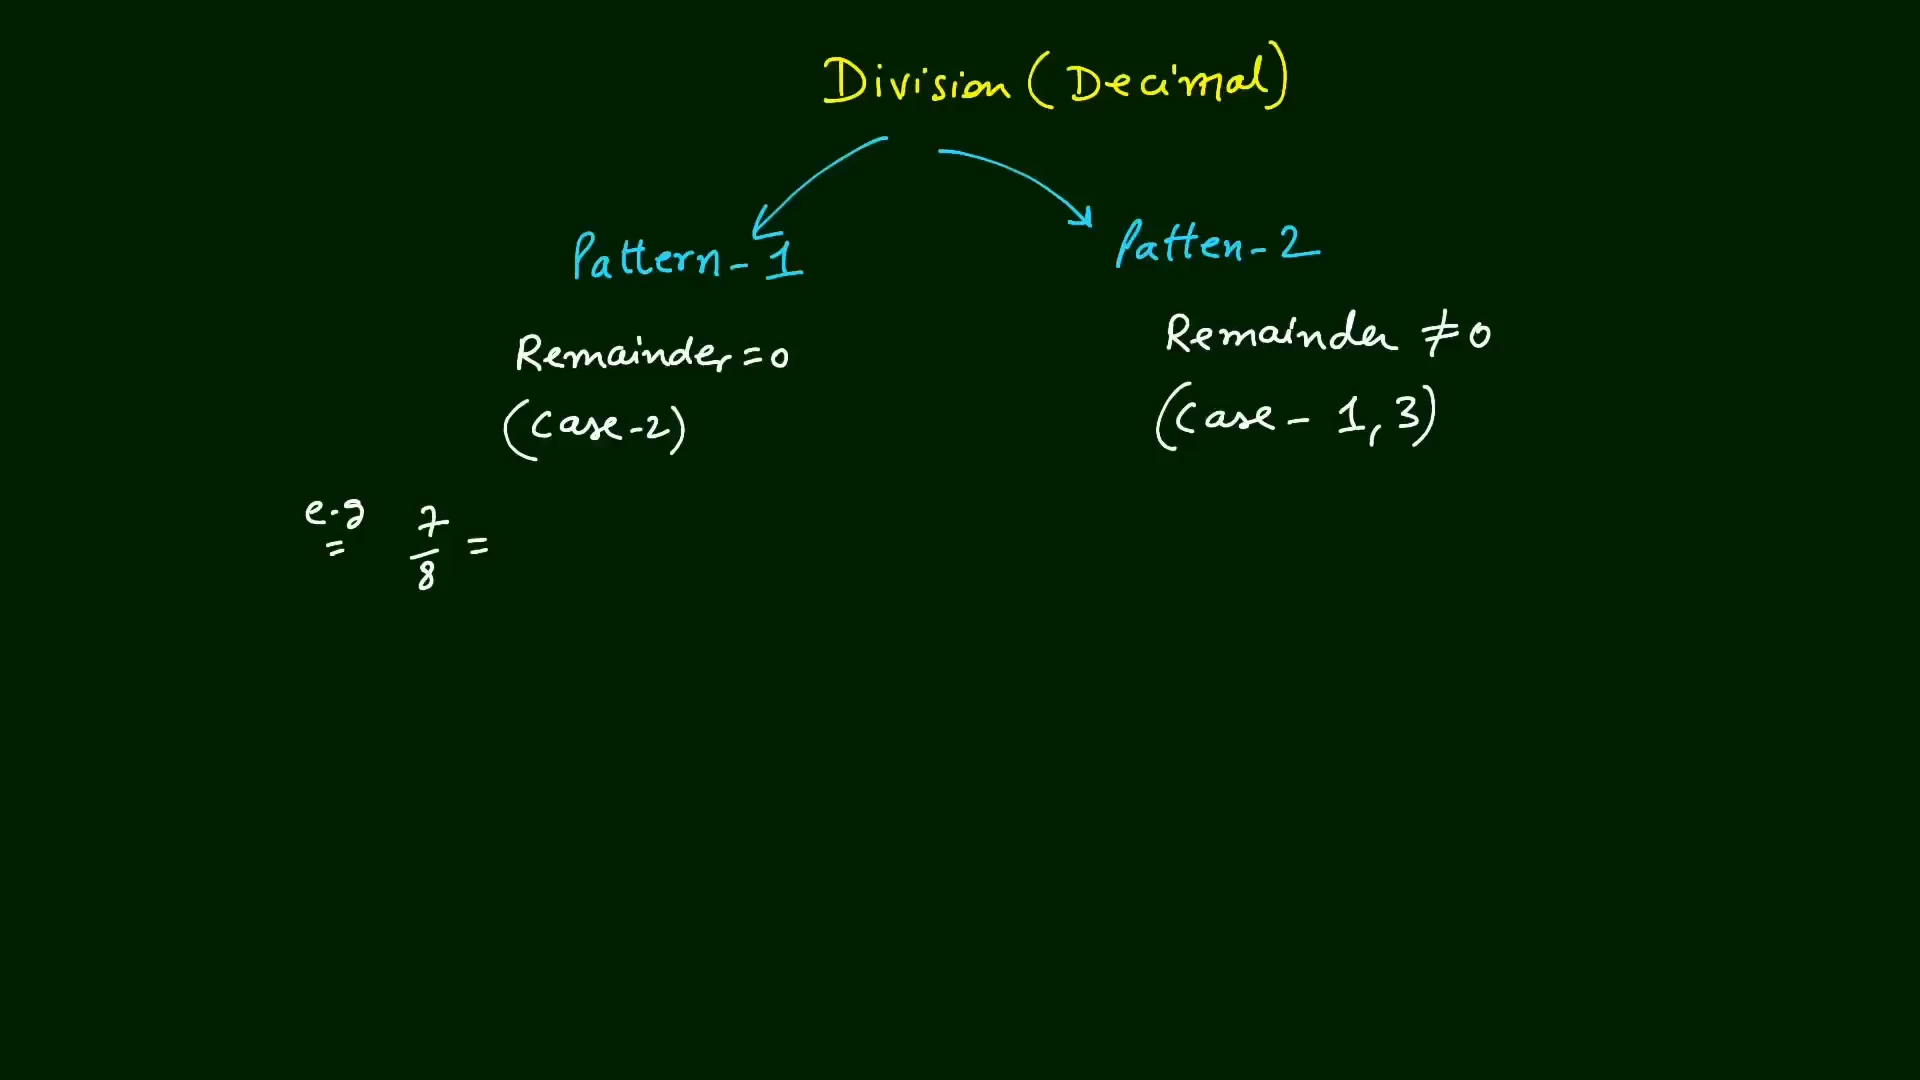 Division (Decimal)
Pattern-1
Patten-2
Remainder = 0
Remainder ≠ 0
(Case-2)
(Case - 1, 3)
e.g 7/8 =